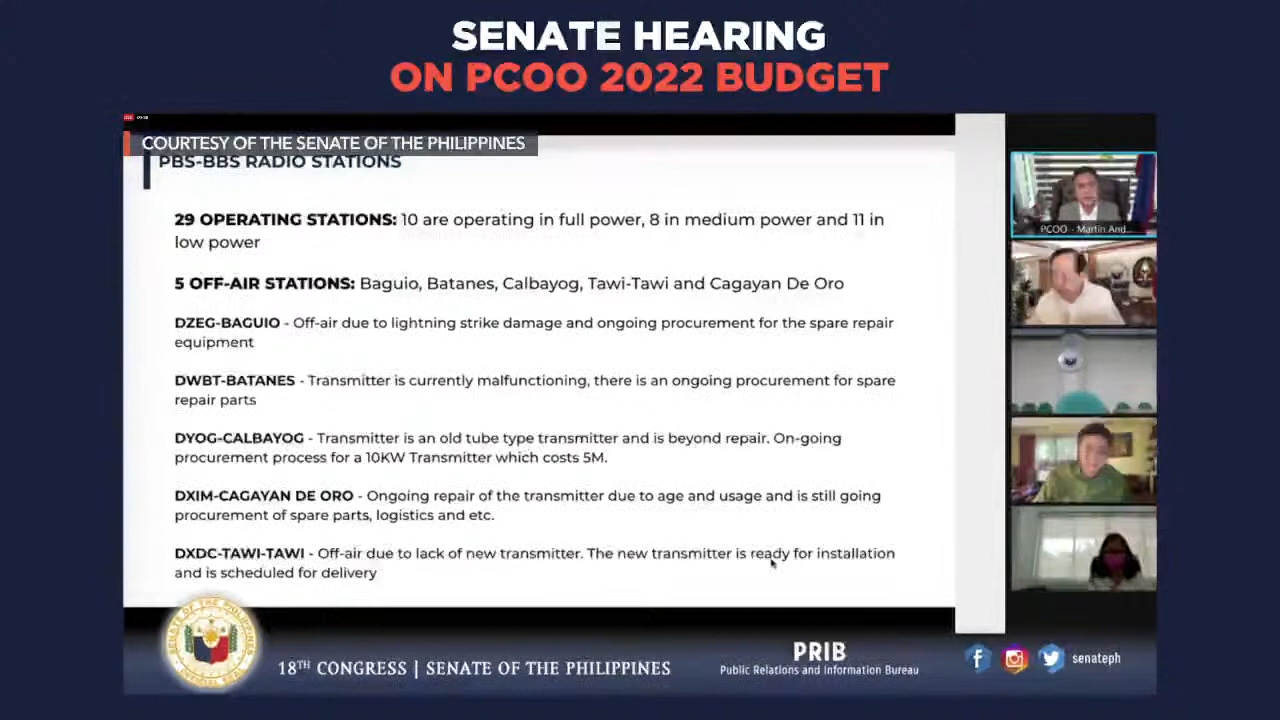 SENATE HEARING
ON PCOO 2022 BUDGET
COURTESY OF THE SENATE OF THE PHILIPPINES
PBS-BBS RADIO STATIONS
29 OPERATING STATIONS: 10 are operating in full power, 8 in medium power and 11 in
low power
5 OFF-AIR STATIONS: Baguio, Batanes, Calbayog, Tawi-Tawi and Cagayan De Oro
DZEG-BAGUIO - Off-air due to lightning strike damage and ongoing procurement for the spare repair
equipment
DWBT-BATANES - Transmitter is currently malfunctioning, there is an ongoing procurement for spare
repair parts
DYOG-CALBAYOG - Transmitter is an old tube type transmitter and is beyond repair. On-going
procurement process for a 10KW Transmitter which costs 5M.
DXIM-CAGAYAN DE ORO - Ongoing repair of the transmitter due to age and usage and is still going
procurement of spare parts, logistics and etc.
DXDC-TAWI-TAWI - Off-air due to lack of new transmitter. The new transmitter is ready for installation
and is scheduled for delivery
PCOO - Martin And...
SENATE OF THE PHILIPPINES
18TH CONGRESS | SENATE OF THE PHILIPPINES
PRIB
Public Relations and Information Bureau
senateph